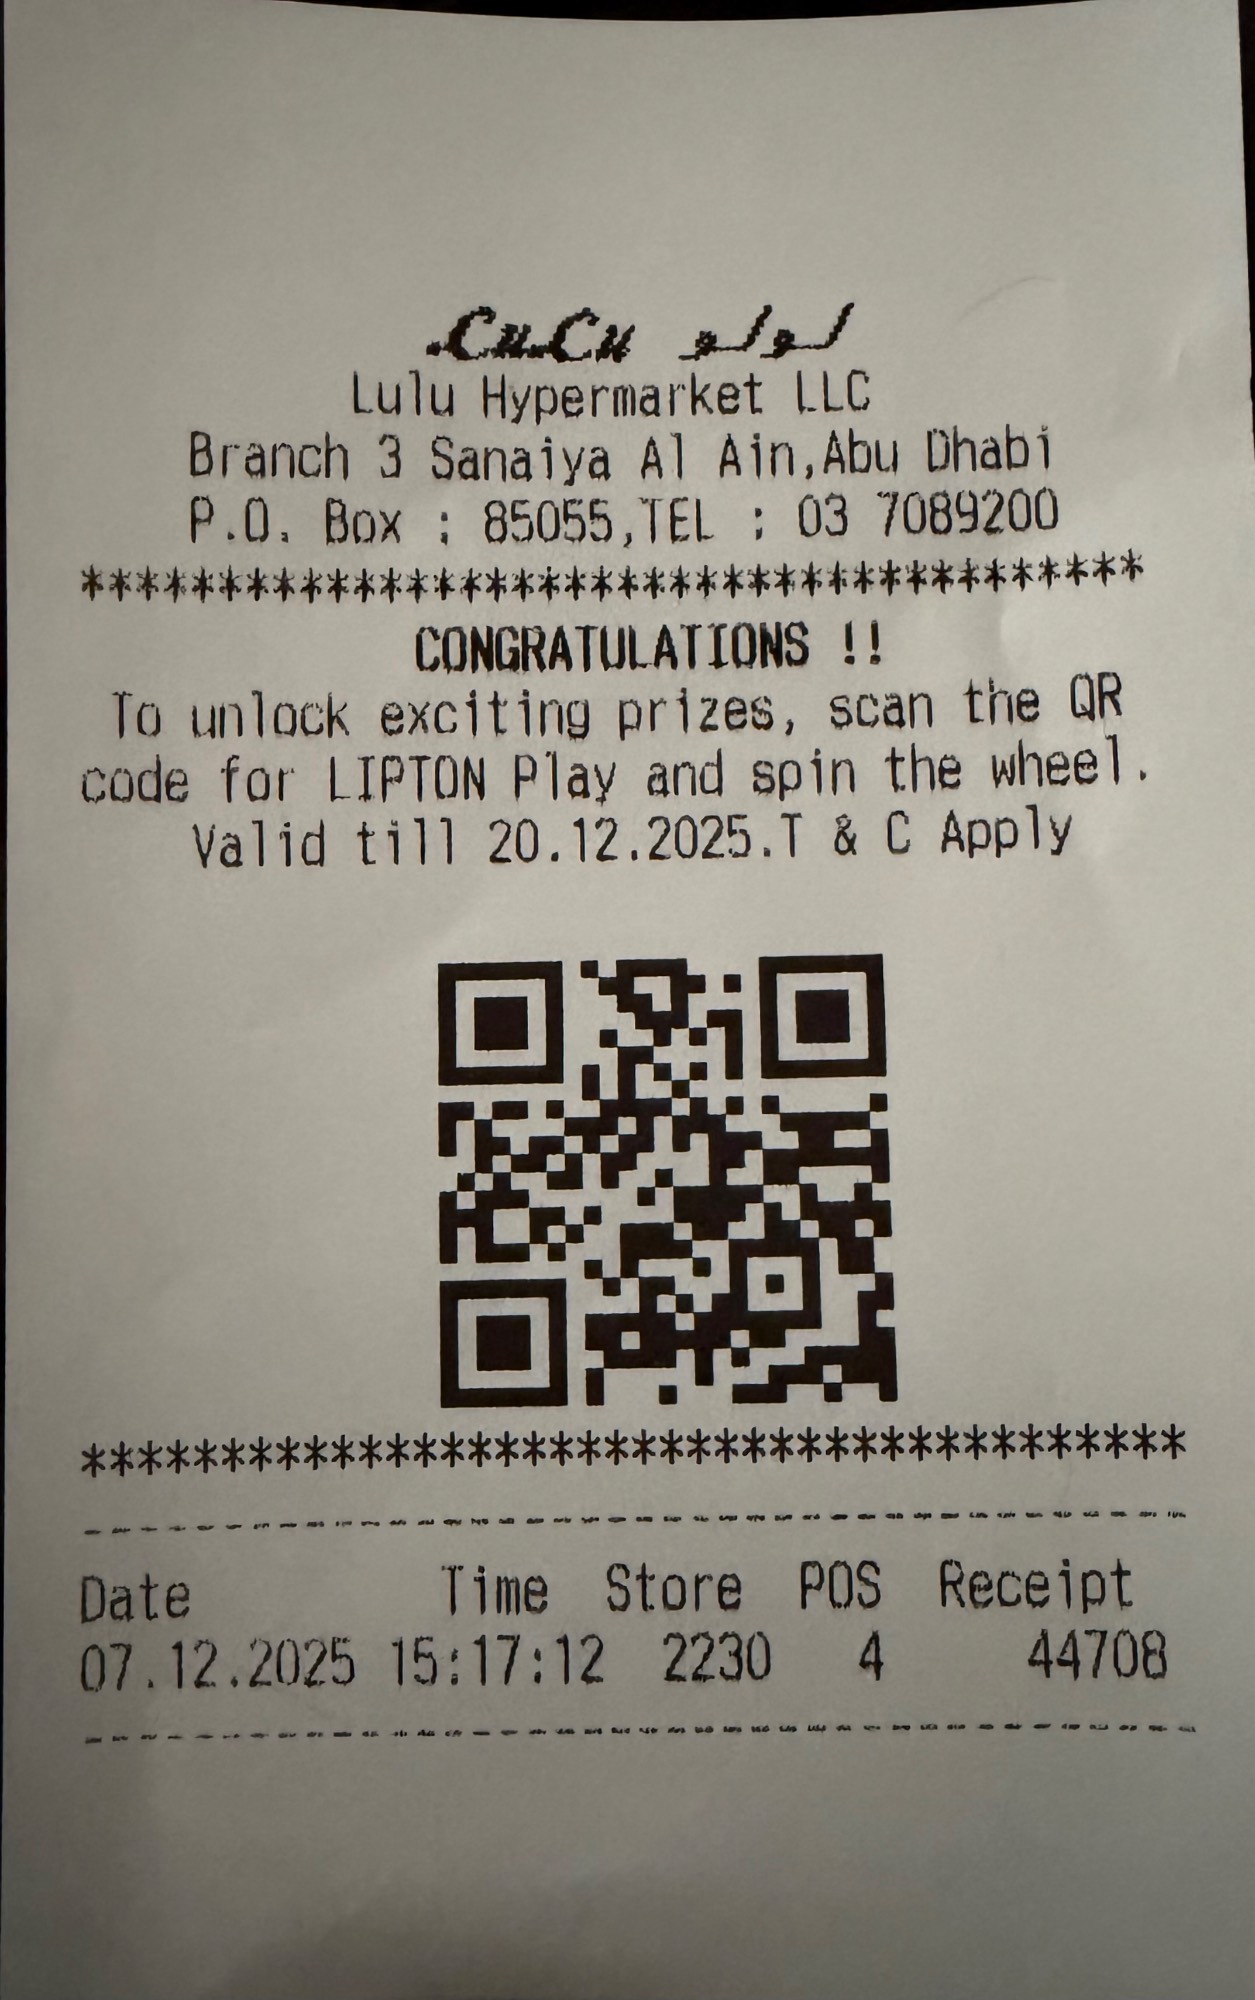 LuLu لولو
Lulu Hypermarket LLC
Branch 3 Sanaiya Al Ain,Abu Dhabi
P.O. Box : 85055,TEL : 03 7089200
****************************************
CONGRATULATIONS !!
To unlock exciting prizes, scan the QR
code for LIPTON Play and spin the wheel.
Valid till 20.12.2025.T & C Apply
****************************************
----------------------------------------
Date Time Store POS Receipt
07.12.2025 15:17:12 2230 4 44708
----------------------------------------